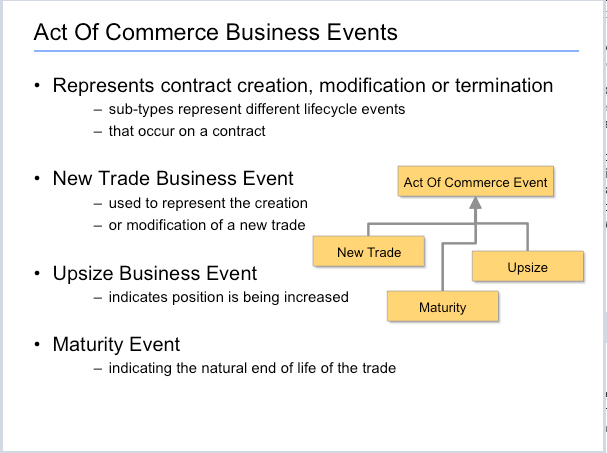 Act Of Commerce Business Events
• Represents contract creation, modification or termination
– sub-types represent different lifecycle events
– that occur on a contract
• New Trade Business Event
– used to represent the creation
– or modification of a new trade
• Upsize Business Event
– indicates position is being increased
• Maturity Event
– indicating the natural end of life of the trade
Act Of Commerce Event
New Trade
Upsize
Maturity